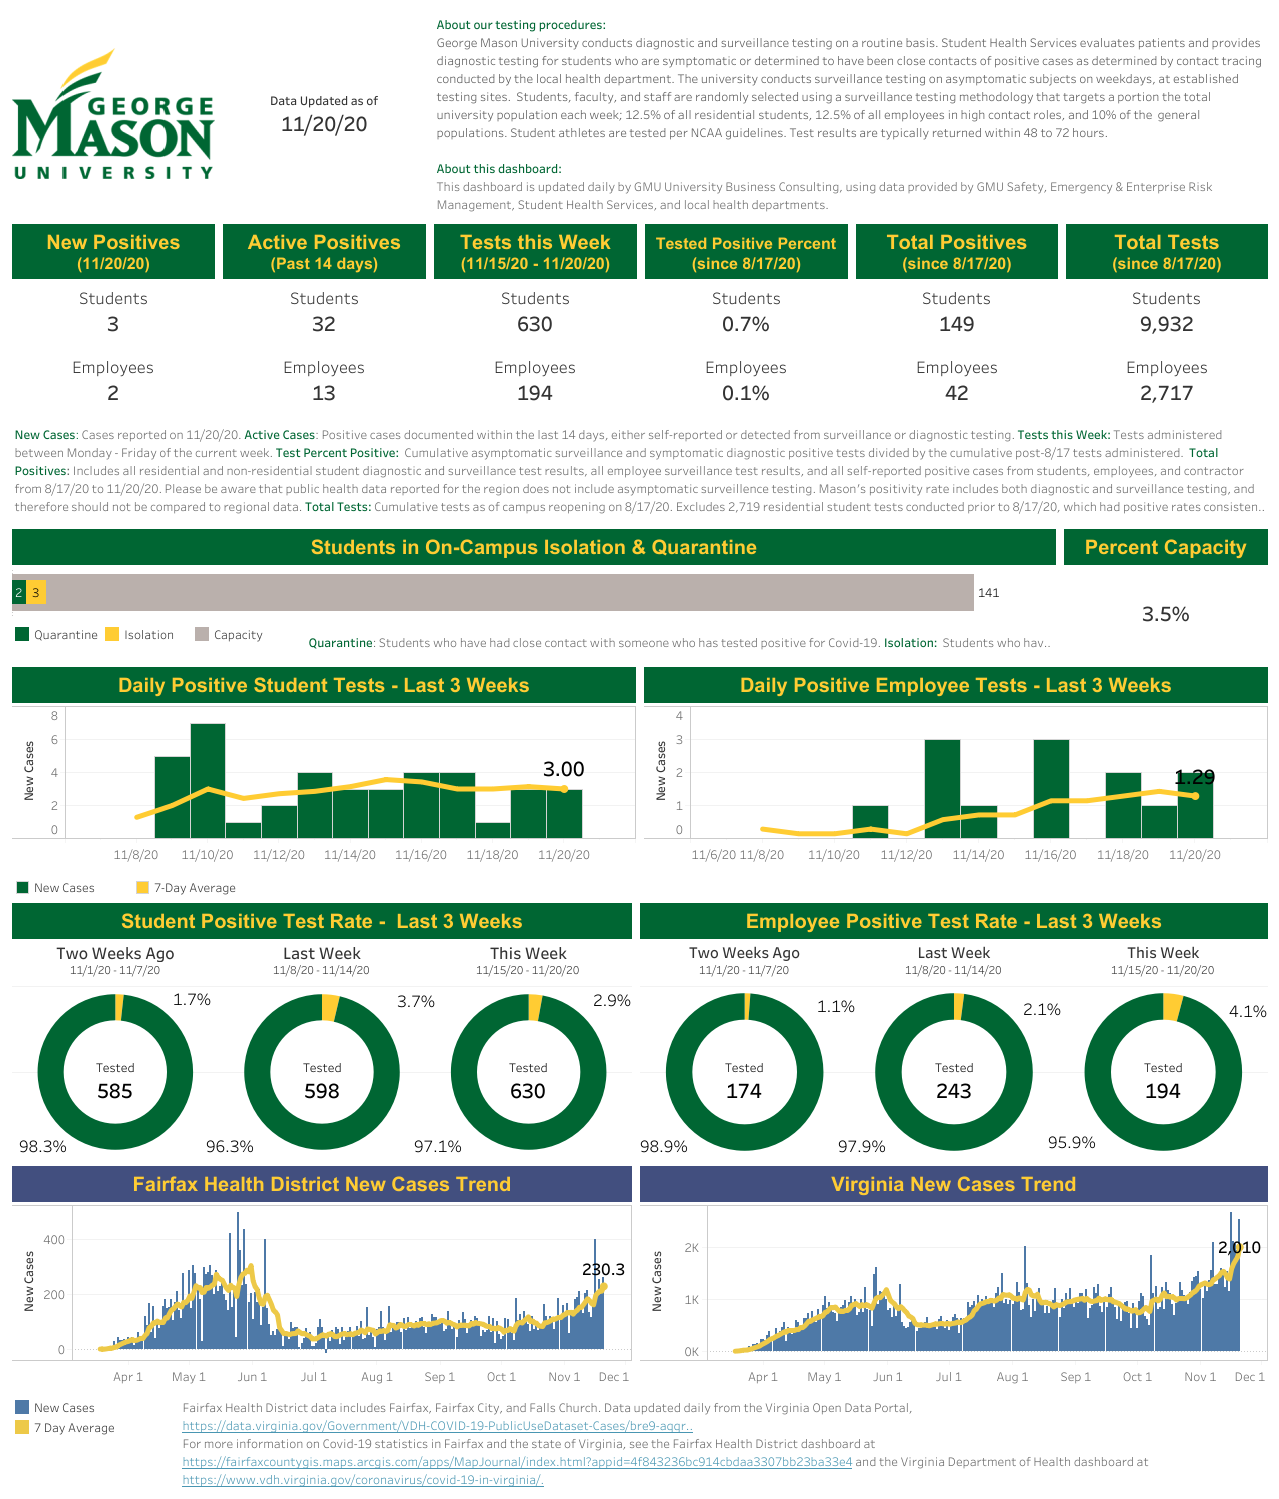 About our testing procedures:
George Mason University conducts diagnostic and surveillance testing on a routine basis. Student Health Services evaluates patients and provides
diagnostic testing for students who are symptomatic or determined to have been close contacts of positive cases as determined by contact tracing
conducted by the local health department. The university conducts surveillance testing on asymptomatic subjects on weekdays, at established
testing sites.  Students, faculty, and staff are randomly selected using a surveillance testing methodology that targets a portion the total
university population each week; 12.5% of all residential students, 12.5% of all employees in high contact roles, and 10% of the  general
populations. Student athletes are tested per NCAA guidelines. Test results are typically returned within 48 to 72 hours.
GEORGE
MASON
UNIVERSITY
Data Updated as of
11/20/20
About this dashboard:
This dashboard is updated daily by GMU University Business Consulting, using data provided by GMU Safety, Emergency & Enterprise Risk
Management, Student Health Services, and local health departments.
New Positives Active Positives Tests this Week Tested Positive Percent Total Positives Total Tests
(11/20/20) (Past 14 days) (11/15/20 - 11/20/20) (since 8/17/20) (since 8/17/20) (since 8/17/20)
Students Students Students Students Students Students
3 32 630 0.7% 149 9,932
Employees Employees Employees Employees Employees Employees
2 13 194 0.1% 42 2,717
New Cases: Cases reported on 11/20/20. Active Cases: Positive cases documented within the last 14 days, either self-reported or detected from surveillance or diagnostic testing. Tests this Week: Tests administered
between Monday - Friday of the current week. Test Percent Positive:  Cumulative asymptomatic surveillance and symptomatic diagnostic positive tests divided by the cumulative post-8/17 tests administered.  Total
Positives: Includes all residential and non-residential student diagnostic and surveillance test results, all employee surveillance test results, and all self-reported positive cases from students, employees, and contractor
from 8/17/20 to 11/20/20. Please be aware that public health data reported for the region does not include asymptomatic surveillence testing. Mason's positivity rate includes both diagnostic and surveillance testing, and
therefore should not be compared to regional data. Total Tests: Cumulative tests as of campus reopening on 8/17/20. Excludes 2,719 residential student tests conducted prior to 8/17/20, which had positive rates consisten..
Students in On-Campus Isolation & Quarantine Percent Capacity
2 3 141
3.5%
Quarantine Isolation Capacity
Quarantine: Students who have had close contact with someone who has tested positive for Covid-19. Isolation:  Students who hav..
Daily Positive Student Tests - Last 3 Weeks
New Cases
8
6
4
2
0
3.00
11/8/20 11/10/20 11/12/20 11/14/20 11/16/20 11/18/20 11/20/20
Daily Positive Employee Tests - Last 3 Weeks
New Cases
4
3
2
1
0
1.29
11/6/20 11/8/20 11/10/20 11/12/20 11/14/20 11/16/20 11/18/20 11/20/20
New Cases 7-Day Average
Student Positive Test Rate -  Last 3 Weeks
Two Weeks Ago Last Week This Week
11/1/20 - 11/7/20 11/8/20 - 11/14/20 11/15/20 - 11/20/20
1.7% 3.7% 2.9%
Tested Tested Tested
585 598 630
98.3% 96.3% 97.1%
Employee Positive Test Rate - Last 3 Weeks
Two Weeks Ago Last Week This Week
11/1/20 - 11/7/20 11/8/20 - 11/14/20 11/15/20 - 11/20/20
1.1% 2.1% 4.1%
Tested Tested Tested
174 243 194
98.9% 97.9% 95.9%
Fairfax Health District New Cases Trend
New Cases
400
200
0
230.3
Apr 1 May 1 Jun 1 Jul 1 Aug 1 Sep 1 Oct 1 Nov 1 Dec 1
Virginia New Cases Trend
New Cases
2K
1K
0K
2,010
Apr 1 May 1 Jun 1 Jul 1 Aug 1 Sep 1 Oct 1 Nov 1 Dec 1
New Cases
7 Day Average
Fairfax Health District data includes Fairfax, Fairfax City, and Falls Church. Data updated daily from the Virginia Open Data Portal,
https://data.virginia.gov/Government/VDH-COVID-19-PublicUseDataset-Cases/bre9-aqqr..
For more information on Covid-19 statistics in Fairfax and the state of Virginia, see the Fairfax Health District dashboard at
https://fairfaxcountygis.maps.arcgis.com/apps/MapJournal/index.html?appid=4f843236bc914cbdaa3307bb23ba33e4 and the Virginia Department of Health dashboard at
https://www.vdh.virginia.gov/coronavirus/covid-19-in-virginia/.